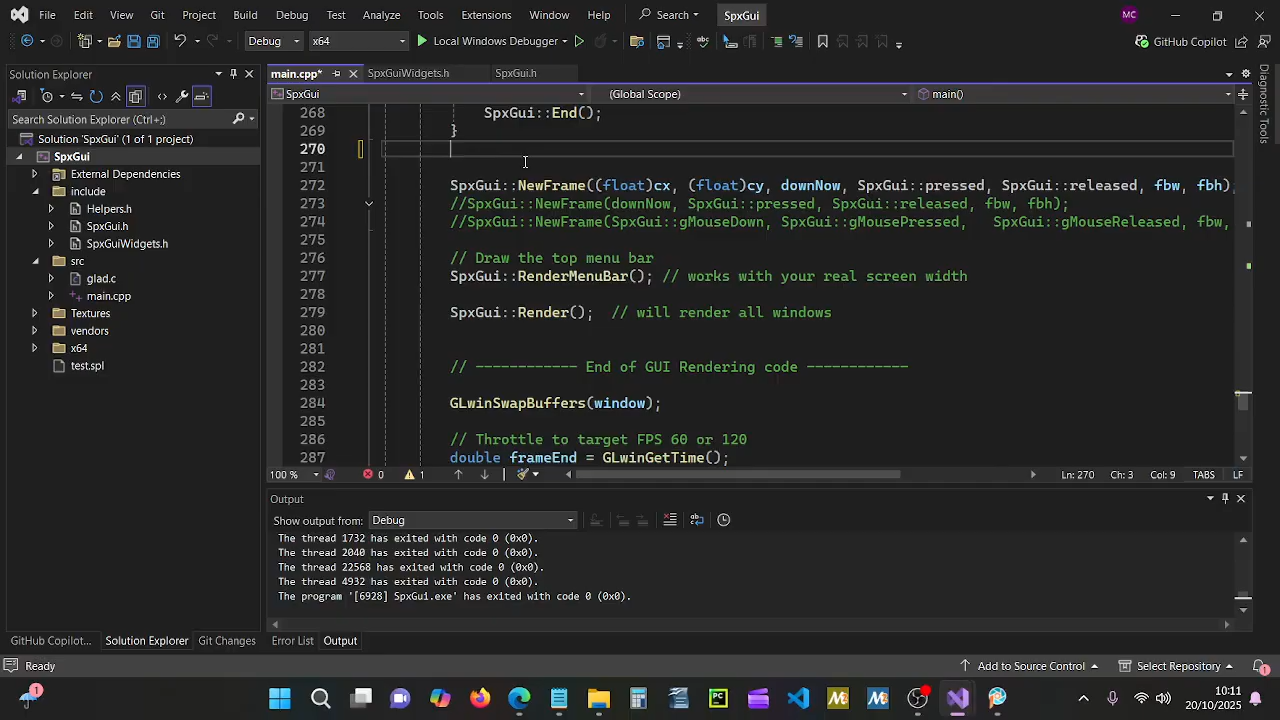 File Edit View Git Project Build Debug Test Analyze Tools Extensions Window Help Search SpxGui MC
Debug x64 Local Windows Debugger GitHub Copilot
Solution Explorer
main.cpp* SpxGuiWidgets.h SpxGui.h
SpxGui (Global Scope) main()
Search Solution Explorer (Ctrl+;)
Solution 'SpxGui' (1 of 1 project)
SpxGui
External Dependencies
include
Helpers.h
SpxGui.h
SpxGuiWidgets.h
src
glad.c
main.cpp
Textures
vendors
x64
test.spl
268 SpxGui::End();
269 }
270
271
272 SpxGui::NewFrame((float)cx, (float)cy, downNow, SpxGui::pressed, SpxGui::released, fbw, fbh);
273 //SpxGui::NewFrame(downNow, SpxGui::pressed, SpxGui::released, fbw, fbh);
274 //SpxGui::NewFrame(SpxGui::gMouseDown, SpxGui::gMousePressed, SpxGui::gMouseReleased, fbw,
275
276 // Draw the top menu bar
277 SpxGui::RenderMenuBar(); // works with your real screen width
278
279 SpxGui::Render(); // will render all windows
280
281
282 // ------------ End of GUI Rendering code ------------
283
284 GLwinSwapBuffers(window);
285
286 // Throttle to target FPS 60 or 120
287 double frameEnd = GLwinGetTime();
100 % 0 1 Ln: 270 Ch: 3 Col: 9 TABS LF
Output
Show output from: Debug
The thread 1732 has exited with code 0 (0x0).
The thread 2040 has exited with code 0 (0x0).
The thread 22568 has exited with code 0 (0x0).
The thread 4932 has exited with code 0 (0x0).
The program '[6928] SpxGui.exe' has exited with code 0 (0x0).
GitHub Copilot... Solution Explorer Git Changes Error List Output
Ready Add to Source Control Select Repository 1
Toolbox
Diagnostic Tools
1 PC 10:11
20/10/2025